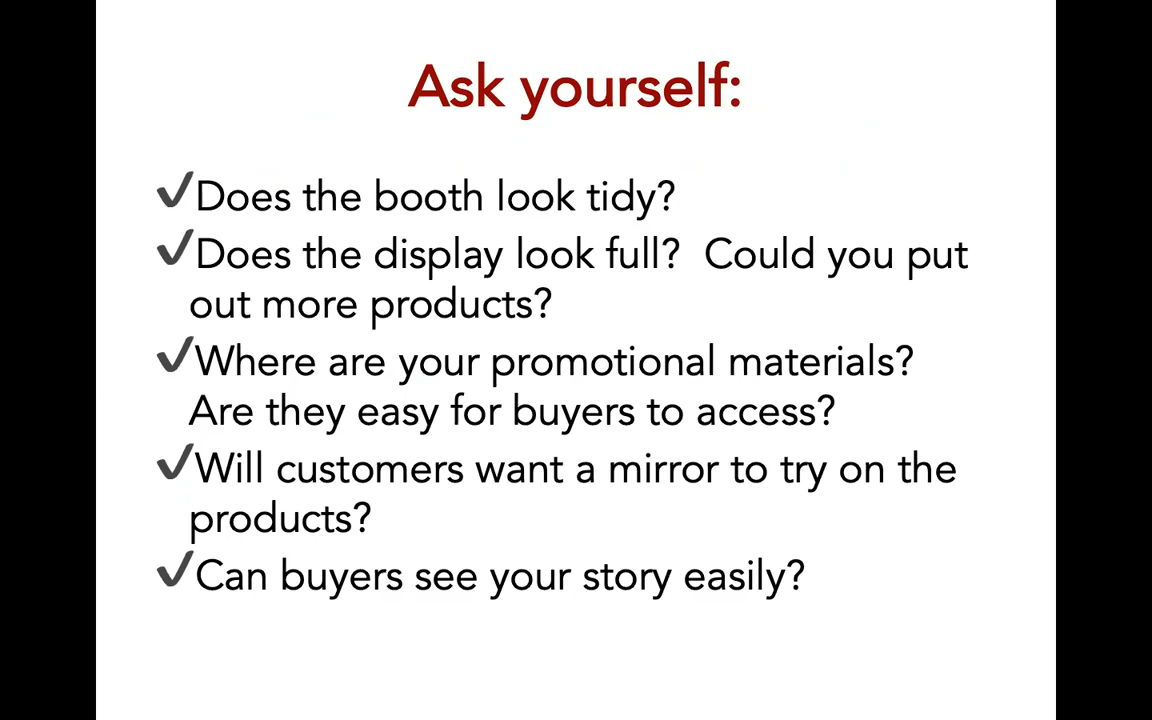 Ask yourself:
✔Does the booth look tidy?
✔Does the display look full?  Could you put
out more products?
✔Where are your promotional materials?
Are they easy for buyers to access?
✔Will customers want a mirror to try on the
products?
✔Can buyers see your story easily?